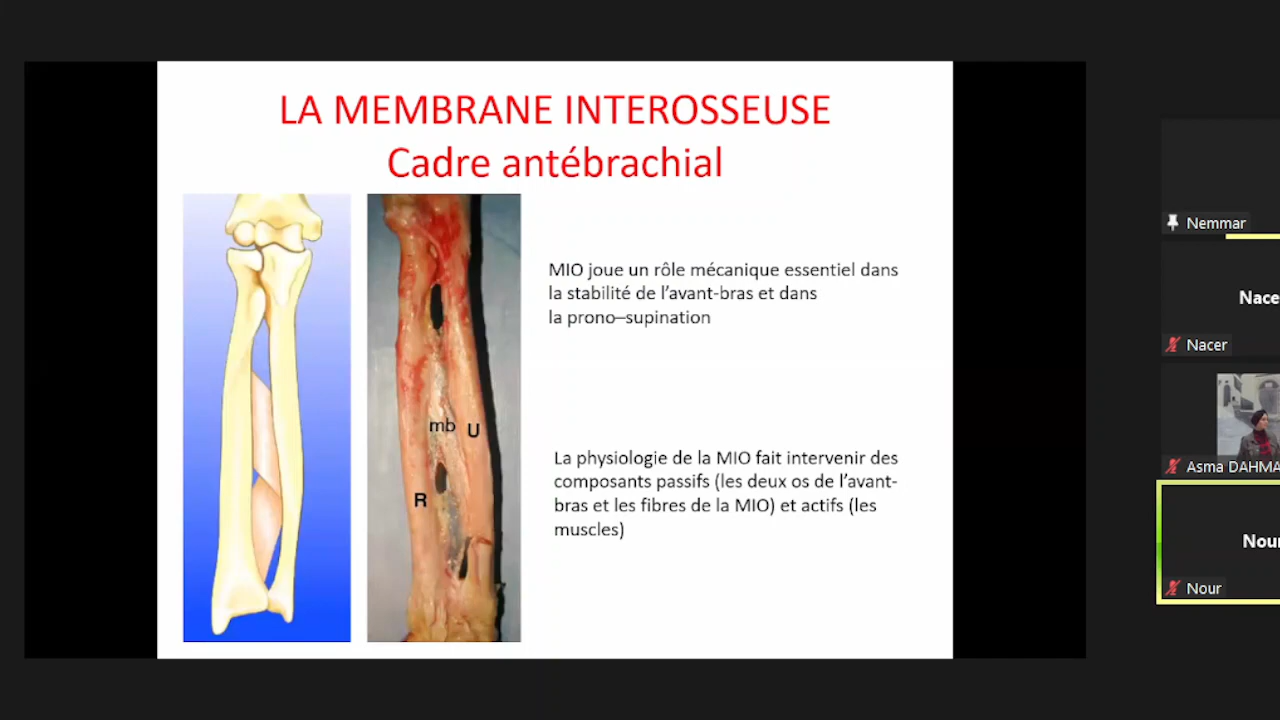 LA MEMBRANE INTEROSSEUSE
Cadre antébrachial
MIO joue un rôle mécanique essentiel dans
la stabilité de l’avant-bras et dans
la prono–supination
La physiologie de la MIO fait intervenir des
composants passifs (les deux os de l’avant-
bras et les fibres de la MIO) et actifs (les
muscles)
mb U
R
Nemmar
Nace
Nacer
Asma DAHMA
Nour
Nour